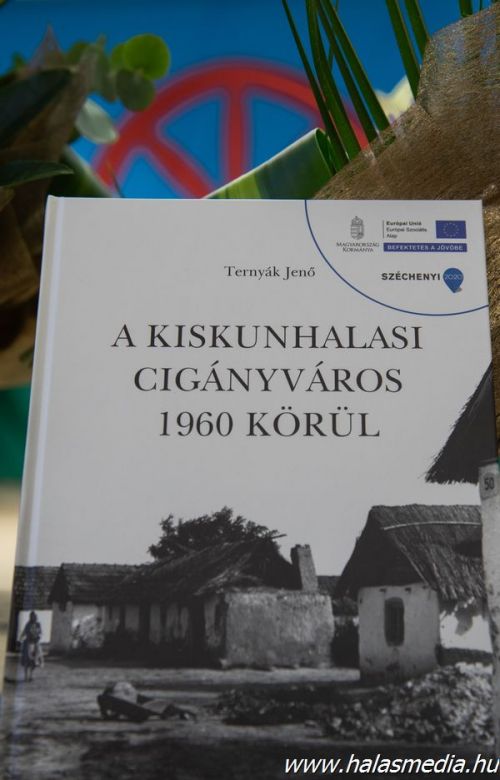 MAGYARORSZÁG
KORMÁNYA
Európai Unió
Európai Szociális
Alap
BEFEKTETÉS A JÖVŐBE
SZÉCHENYI 2020
Ternyák Jenő
A KISKUNHALASI
CIGÁNYVÁROS
1960 KÖRÜL
50
www.halasmedia.hu